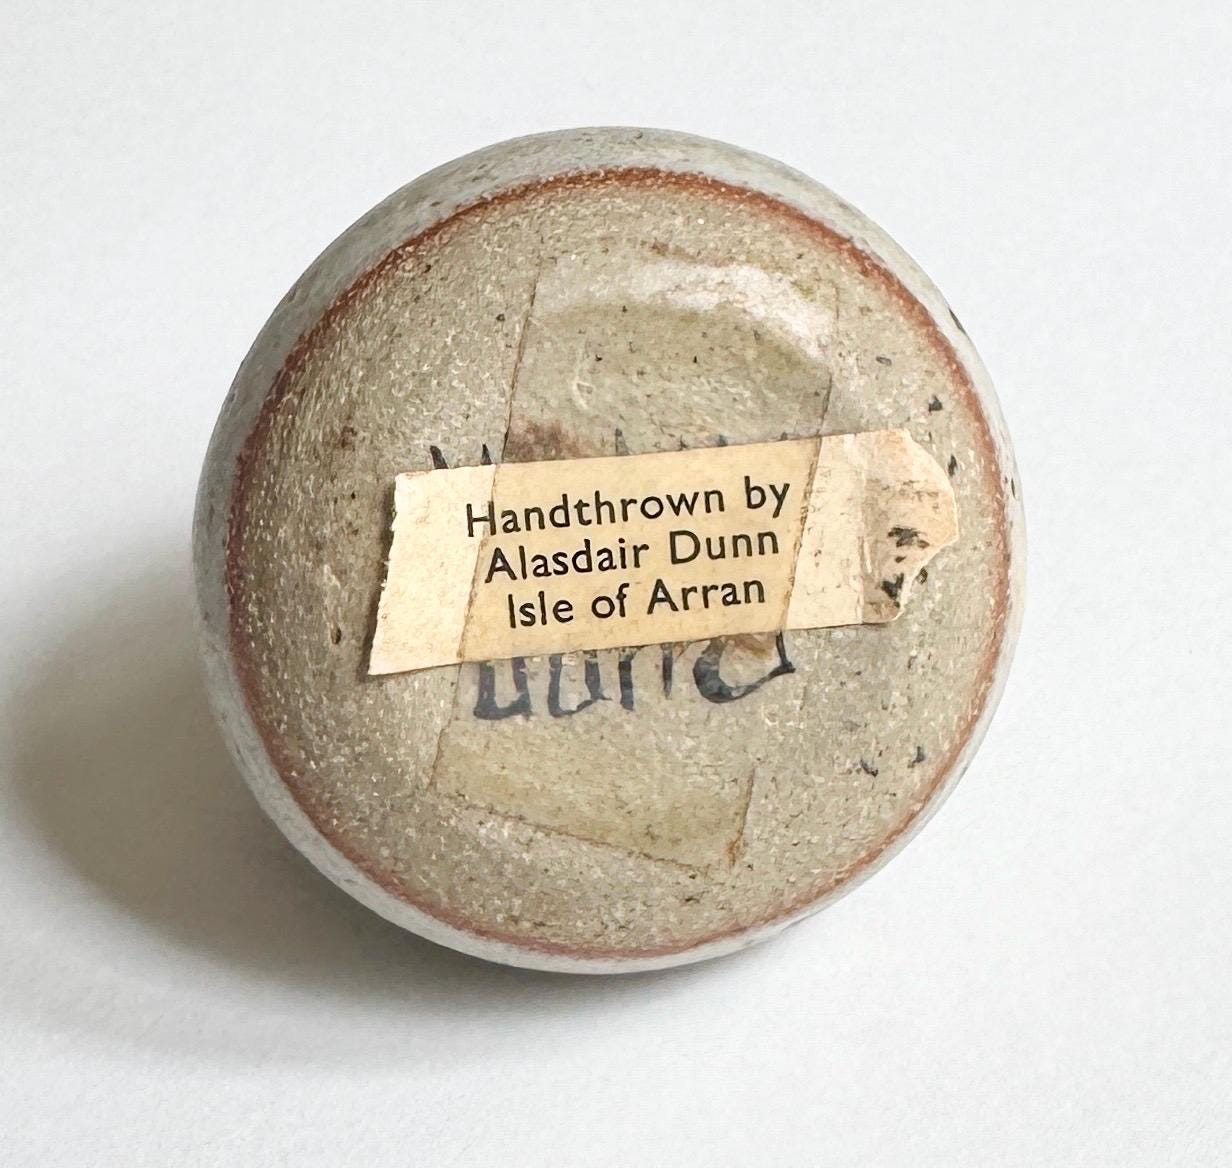 Handthrown by
Alasdair Dunn
Isle of Arran